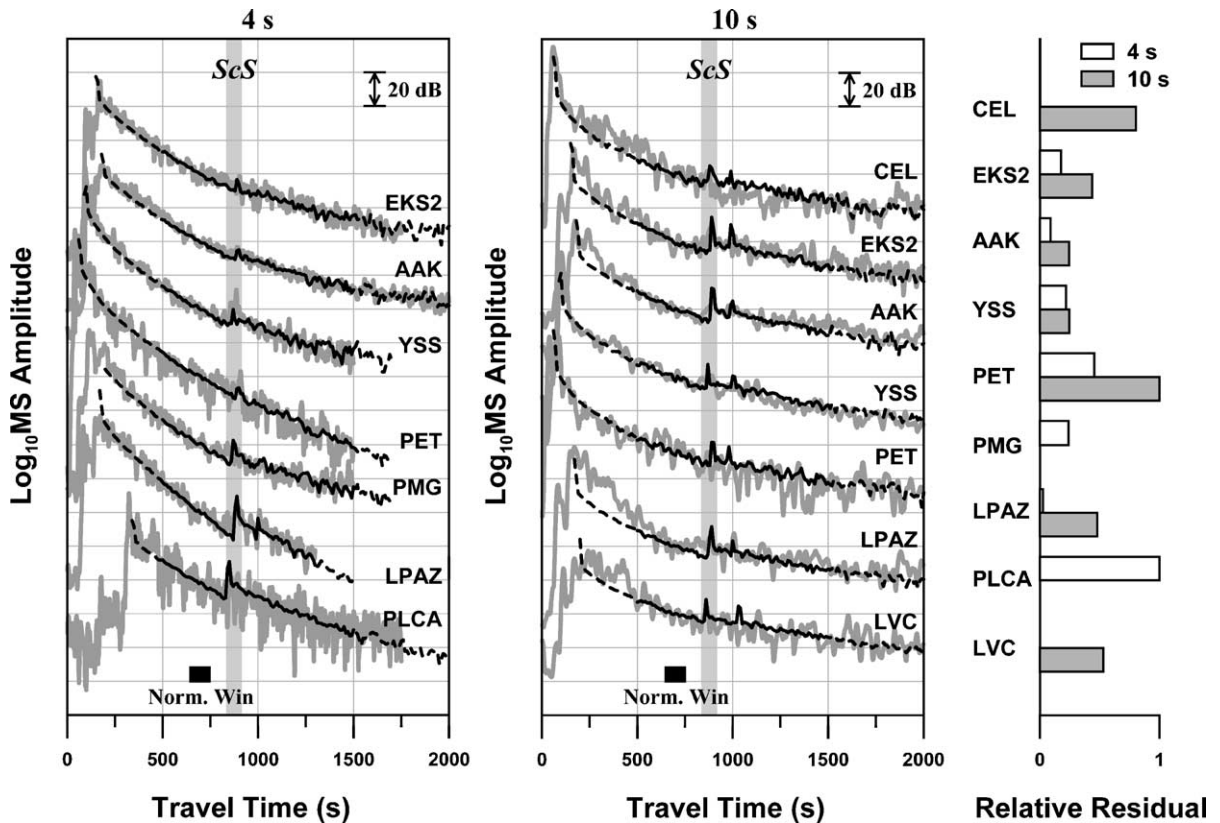 4 s
ScS
20 dB
EKS2
AAK
YSS
PET
PMG
LPAZ
PLCA
Norm. Win
Log10MS Amplitude
0 500 1000 1500 2000
Travel Time (s)
10 s
ScS
20 dB
CEL
EKS2
AAK
YSS
PET
LPAZ
LVC
Norm. Win
Log10MS Amplitude
0 500 1000 1500 2000
Travel Time (s)
4 s
10 s
CEL
EKS2
AAK
YSS
PET
PMG
LPAZ
PLCA
LVC
0 1
Relative Residual